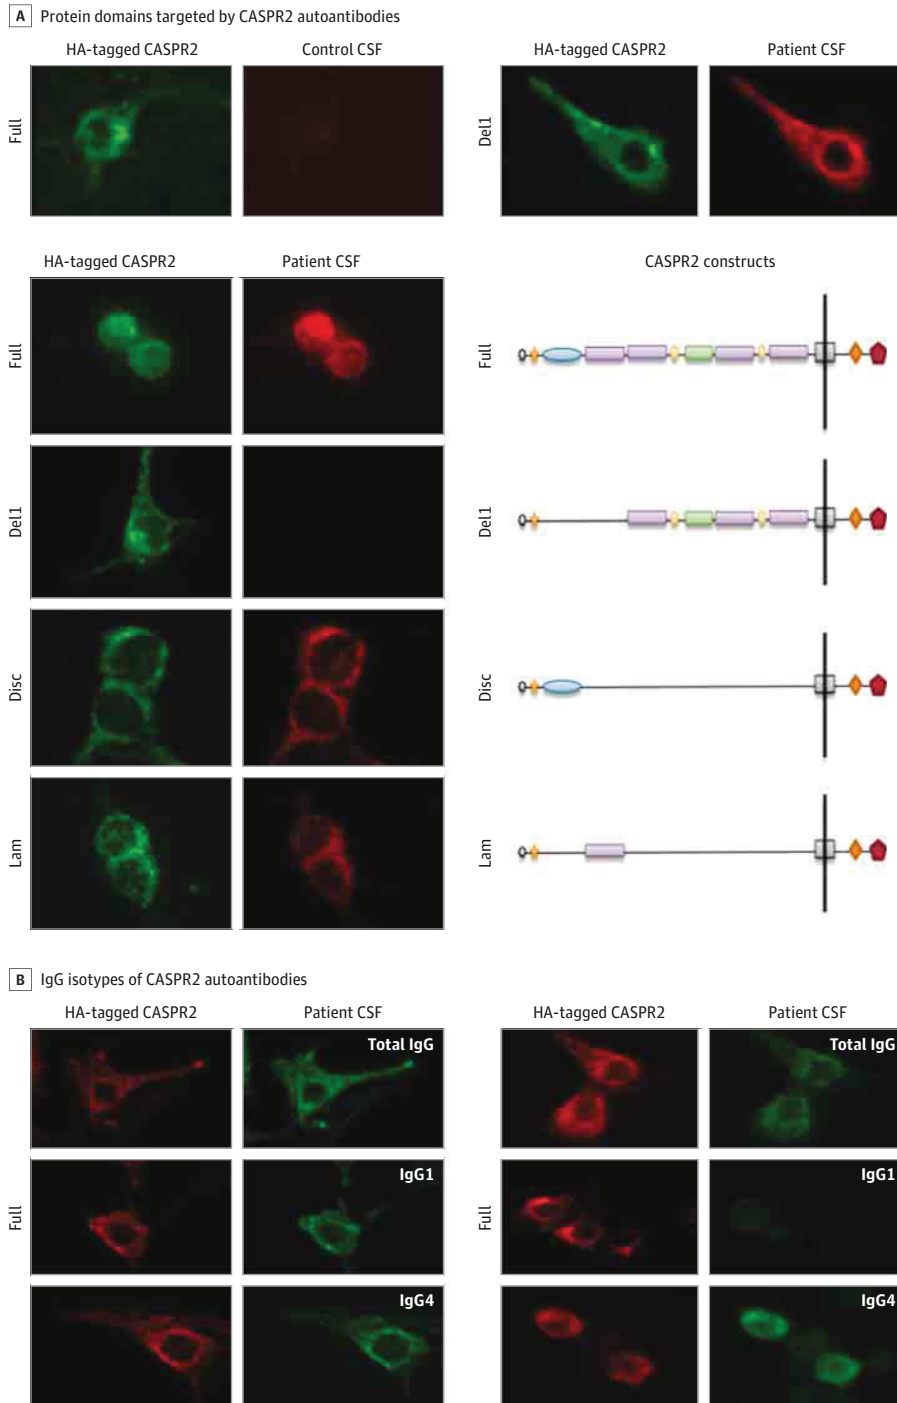 A Protein domains targeted by CASPR2 autoantibodies
HA-tagged CASPR2 Control CSF HA-tagged CASPR2 Patient CSF
Full Del1
HA-tagged CASPR2 Patient CSF CASPR2 constructs
Full Full
Del1 Del1
Disc Disc
Lam Lam
B IgG isotypes of CASPR2 autoantibodies
HA-tagged CASPR2 Patient CSF HA-tagged CASPR2 Patient CSF
Total IgG Total IgG
IgG1 IgG1
Full Full
IgG4 IgG4